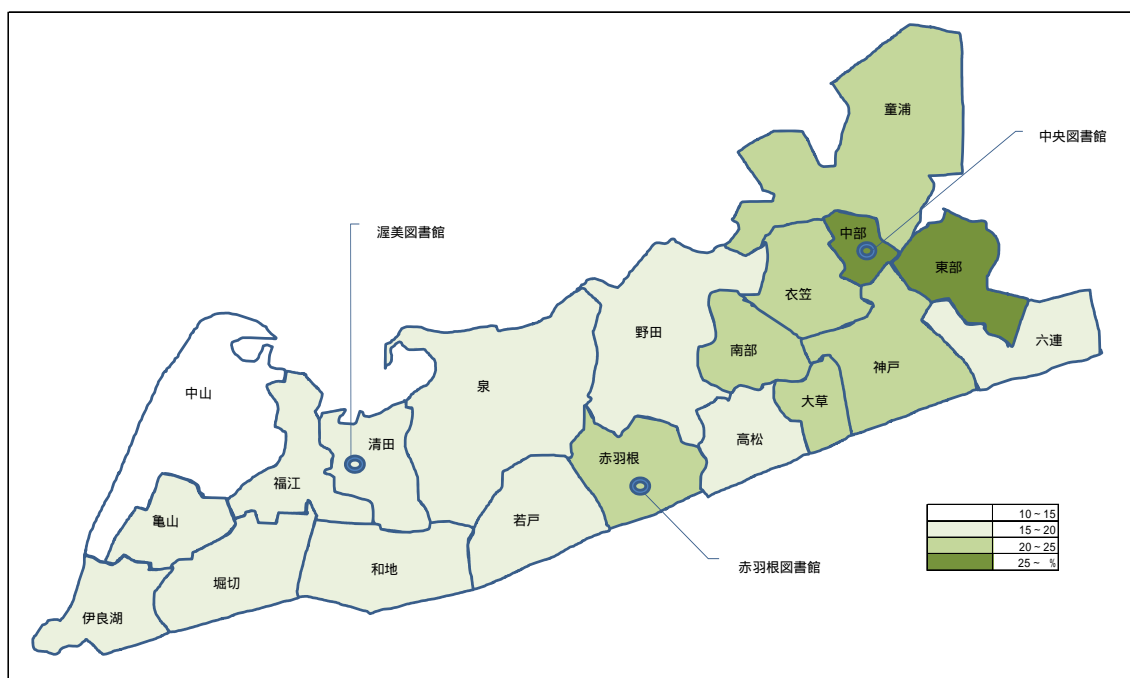 童浦
中央図書館
渥美図書館
中部
東部
衣笠
野田
六連
南部
神戸
泉
中山
大草
高松
清田
赤羽根
福江
亀山
若戸
10～15
15～20
20～25
25～ %
赤羽根図書館
和地
堀切
伊良湖